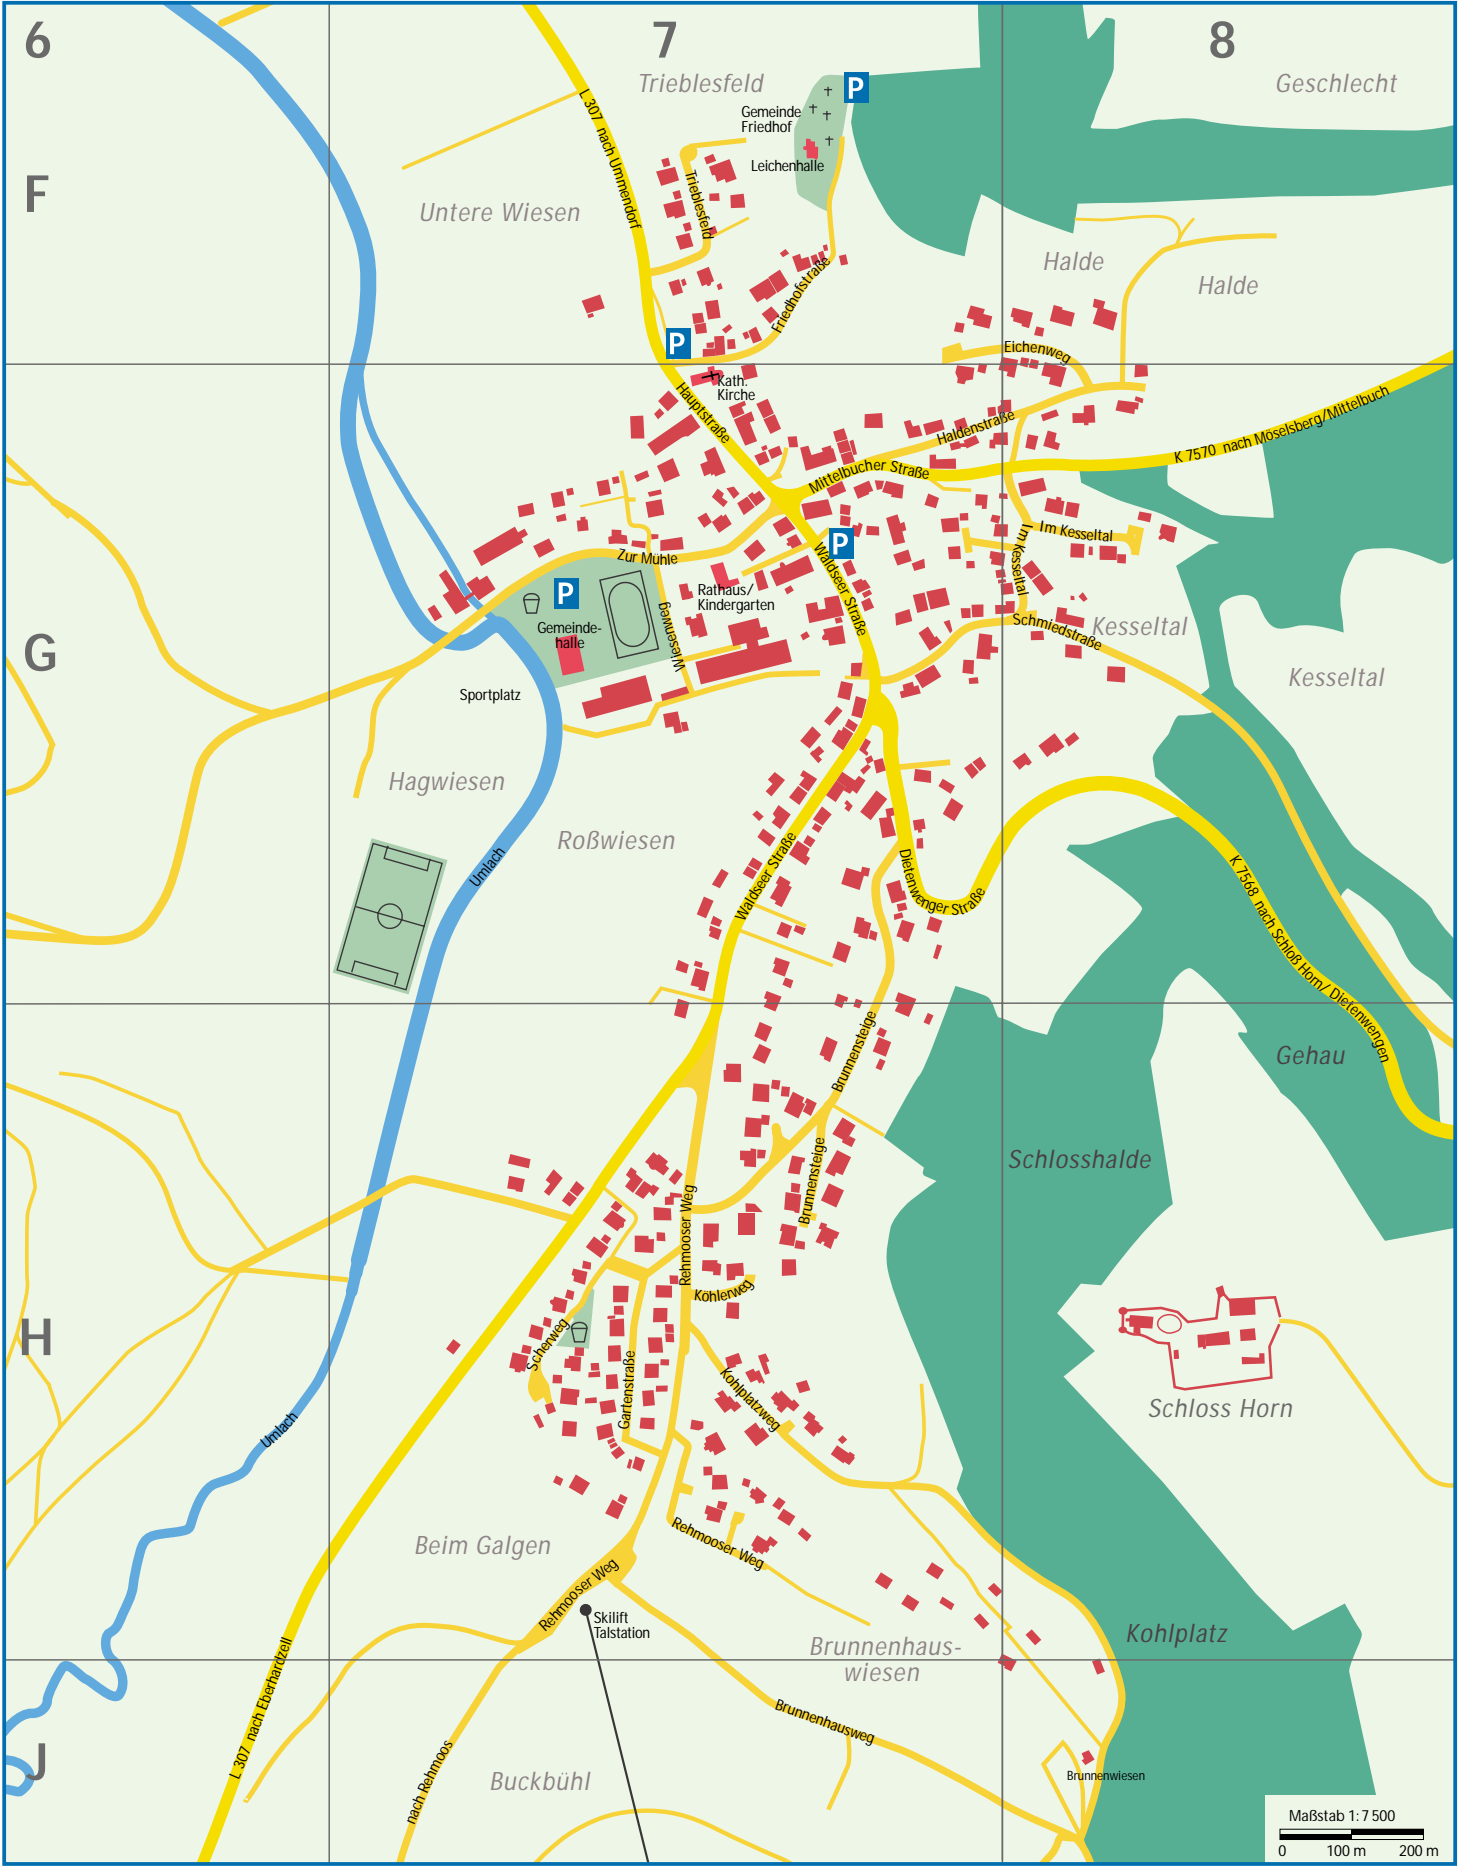 6
7
8
Trieblesfeld
Geschlecht
P
Gemeinde
Friedhof
L 307 nach Ummendorf
Leichenhalle
F
Trieblesfeld
Untere Wiesen
Halde
Halde
Friedhofstraße
P
Eichenweg
Kath.
Kirche
Hauptstraße
Haldenstraße
K 7570 nach Möselsberg/Mittelbuch
Mittelbucher Straße
Im Kesseltal
Im Kesseltal
P
Zur Mühle
Waldseer Straße
P
Rathaus/
Kindergarten
Wiesenweg
Gemeinde-
halle
Schmiedstraße
Kesseltal
G
Kesseltal
Sportplatz
Hagwiesen
Roßwiesen
Umlach
Waldseer Straße
Dietenwenger Straße
K 7568 nach Schloß Horn/ Dietenwengen
Brunnensteige
Gehau
Schlosshalde
Brunnensteige
Rehmooser Weg
Köhlerweg
H
Scherweg
Gartenstraße
Kohlplatzweg
Schloss Horn
Umlach
Beim Galgen
Rehmooser Weg
Rehmooser Weg
Skilift
Talstation
Kohlplatz
Brunnenhaus-
wiesen
L 307 nach Eberhardzell
Brunnenhausweg
J
nach Rehmoos
Buckbühl
Brunnenwiesen
Maßstab 1: 7 500
0 100 m 200 m